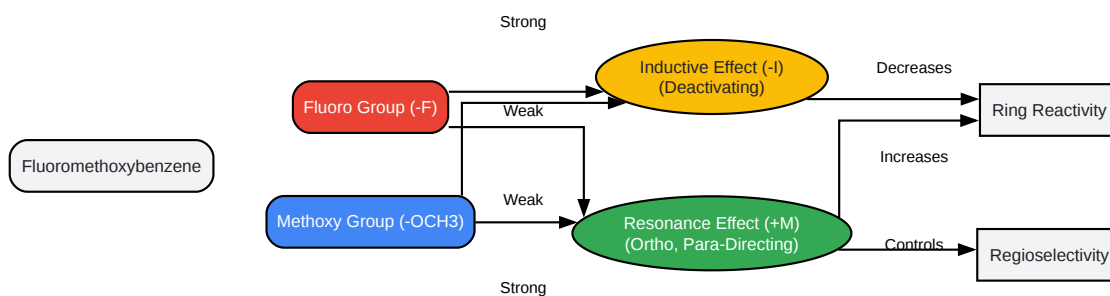 Strong
Inductive Effect (-I)
(Deactivating)
Decreases
Fluoro Group (-F)
Weak
Ring Reactivity
Fluoromethoxybenzene
Increases
Weak
Methoxy Group (-OCH3)
Resonance Effect (+M)
(Ortho, Para-Directing)
Controls
Regioselectivity
Strong